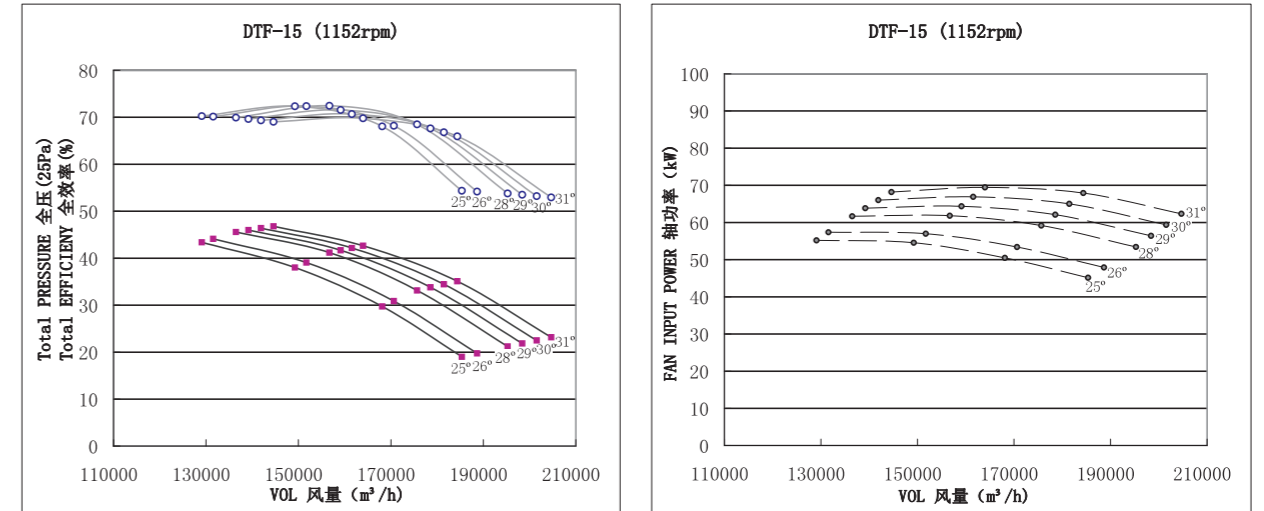 DTF-15 (1152rpm)
Total PRESSURE 全压(25Pa)
Total EFFICIENY 全效率(%)
80
70
60
50
40
30
20
10
0
25° 26° 28° 29° 30° 31°
25° 26° 28° 29° 30° 31°
110000 130000 150000 170000 190000 210000
VOL 风量 (m³/h)
DTF-15 (1152rpm)
FAN INPUT POWER 轴功率 (kW)
100
90
80
70
60
50
40
30
20
10
0
31°
30°
29°
28°
26°
25°
110000 130000 150000 170000 190000 210000
VOL 风量 (m³/h)